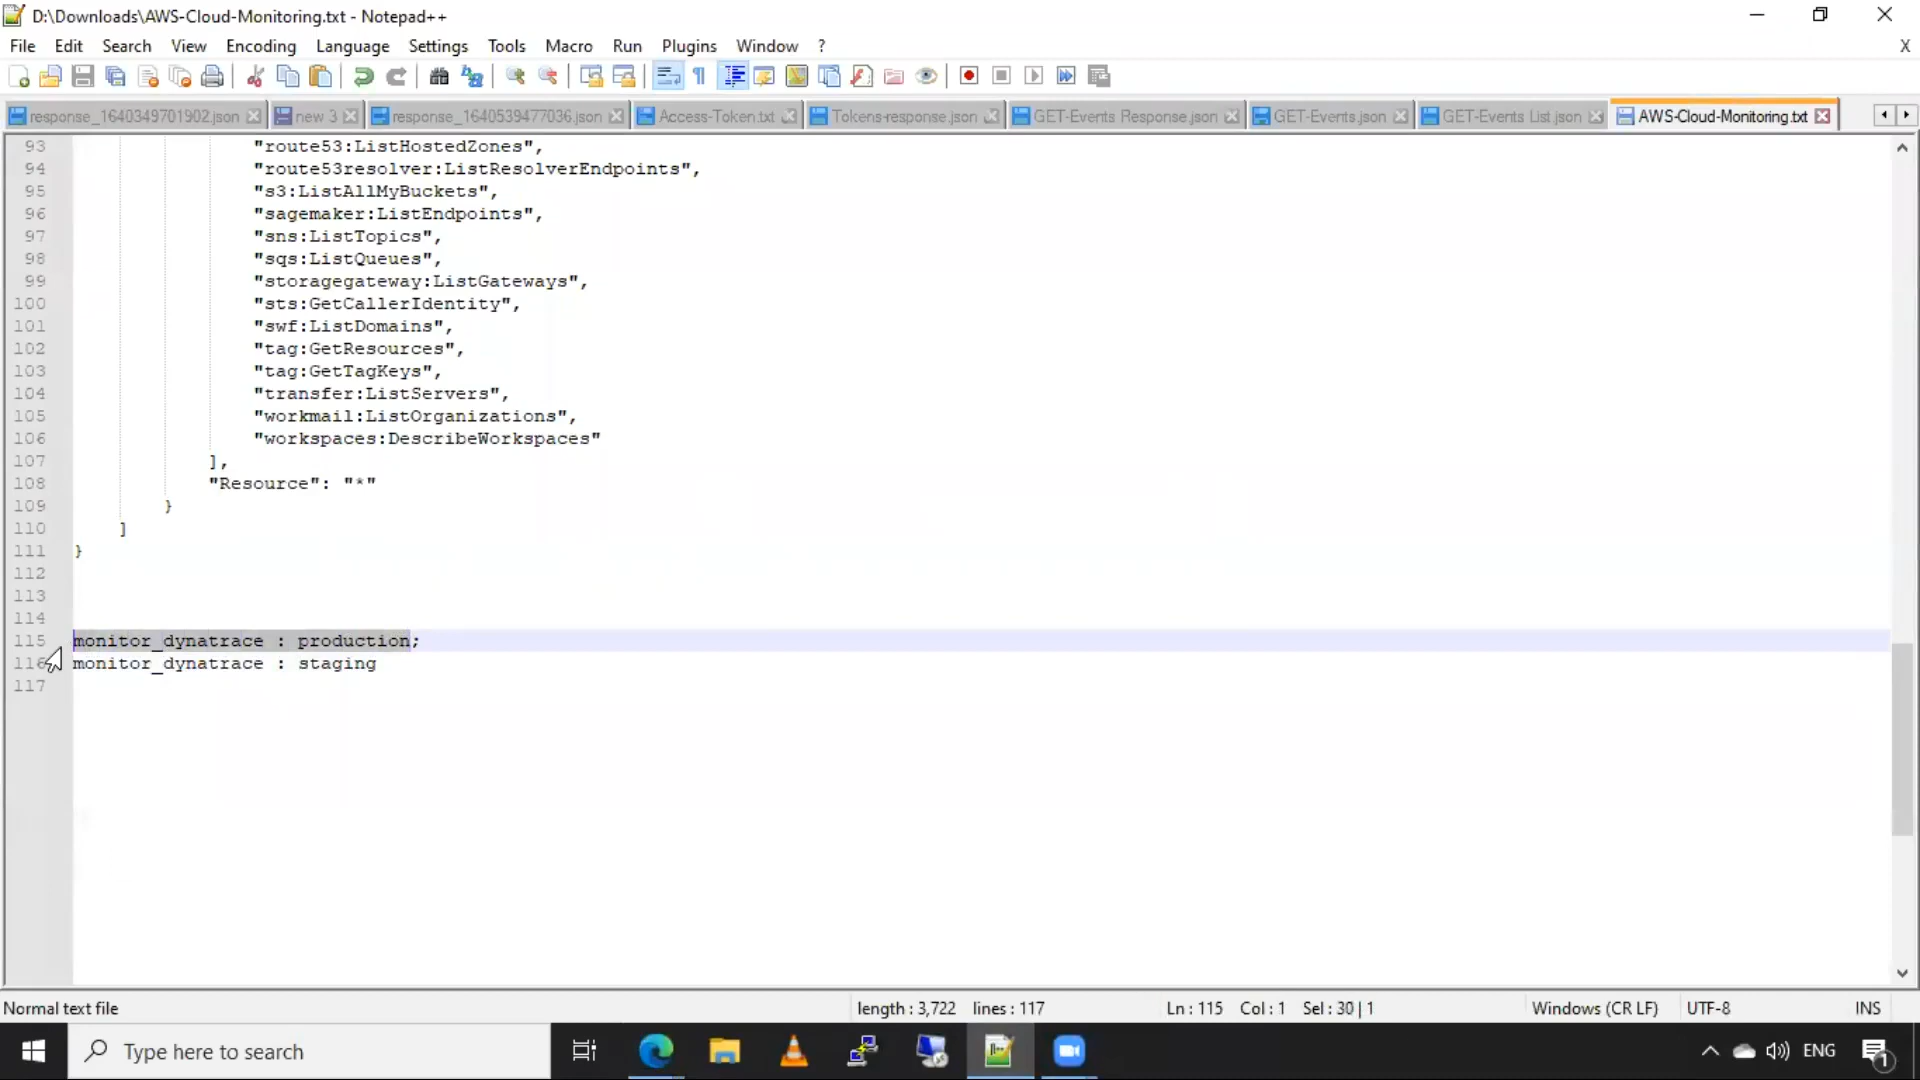 D:\Downloads\AWS-Cloud-Monitoring.txt - Notepad++
File Edit Search View Encoding Language Settings Tools Macro Run Plugins Window ? X
response_1640349701902.json new 3 response_1640539477036.json Access-Token.txt Tokens-response.json GET-Events Response.json GET-Events.json GET-Events List.json AWS-Cloud-Monitoring.txt
93 "route53:ListHostedZones",
94 "route53resolver:ListResolverEndpoints",
95 "s3:ListAllMyBuckets",
96 "sagemaker:ListEndpoints",
97 "sns:ListTopics",
98 "sqs:ListQueues",
99 "storagegateway:ListGateways",
100 "sts:GetCallerIdentity",
101 "swf:ListDomains",
102 "tag:GetResources",
103 "tag:GetTagKeys",
104 "transfer:ListServers",
105 "workmail:ListOrganizations",
106 "workspaces:DescribeWorkspaces"
107 ],
108 "Resource": "*"
109 }
110 ]
111 }
112
113
114
115 monitor_dynatrace : production;
116 monitor_dynatrace : staging
117
Normal text file length : 3,722 lines : 117 Ln : 115 Col : 1 Sel : 30 | 1 Windows (CR LF) UTF-8 INS
Type here to search ENG 1